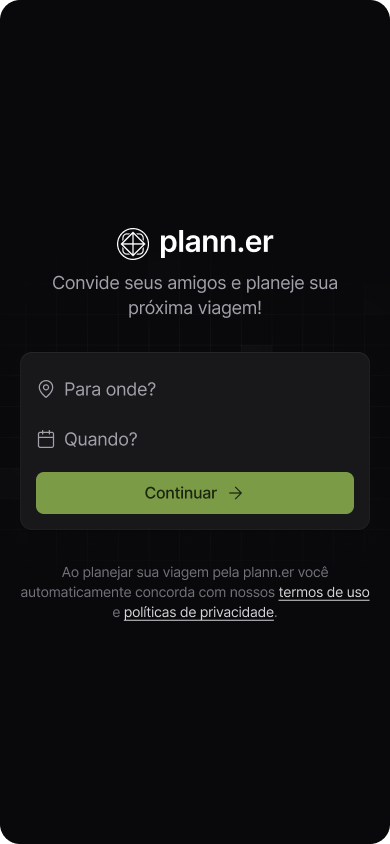 plann.er
Convide seus amigos e planeje sua
próxima viagem!
Para onde?
Quando?
Continuar
Ao planejar sua viagem pela plann.er você
automaticamente concorda com nossos termos de uso
e políticas de privacidade.